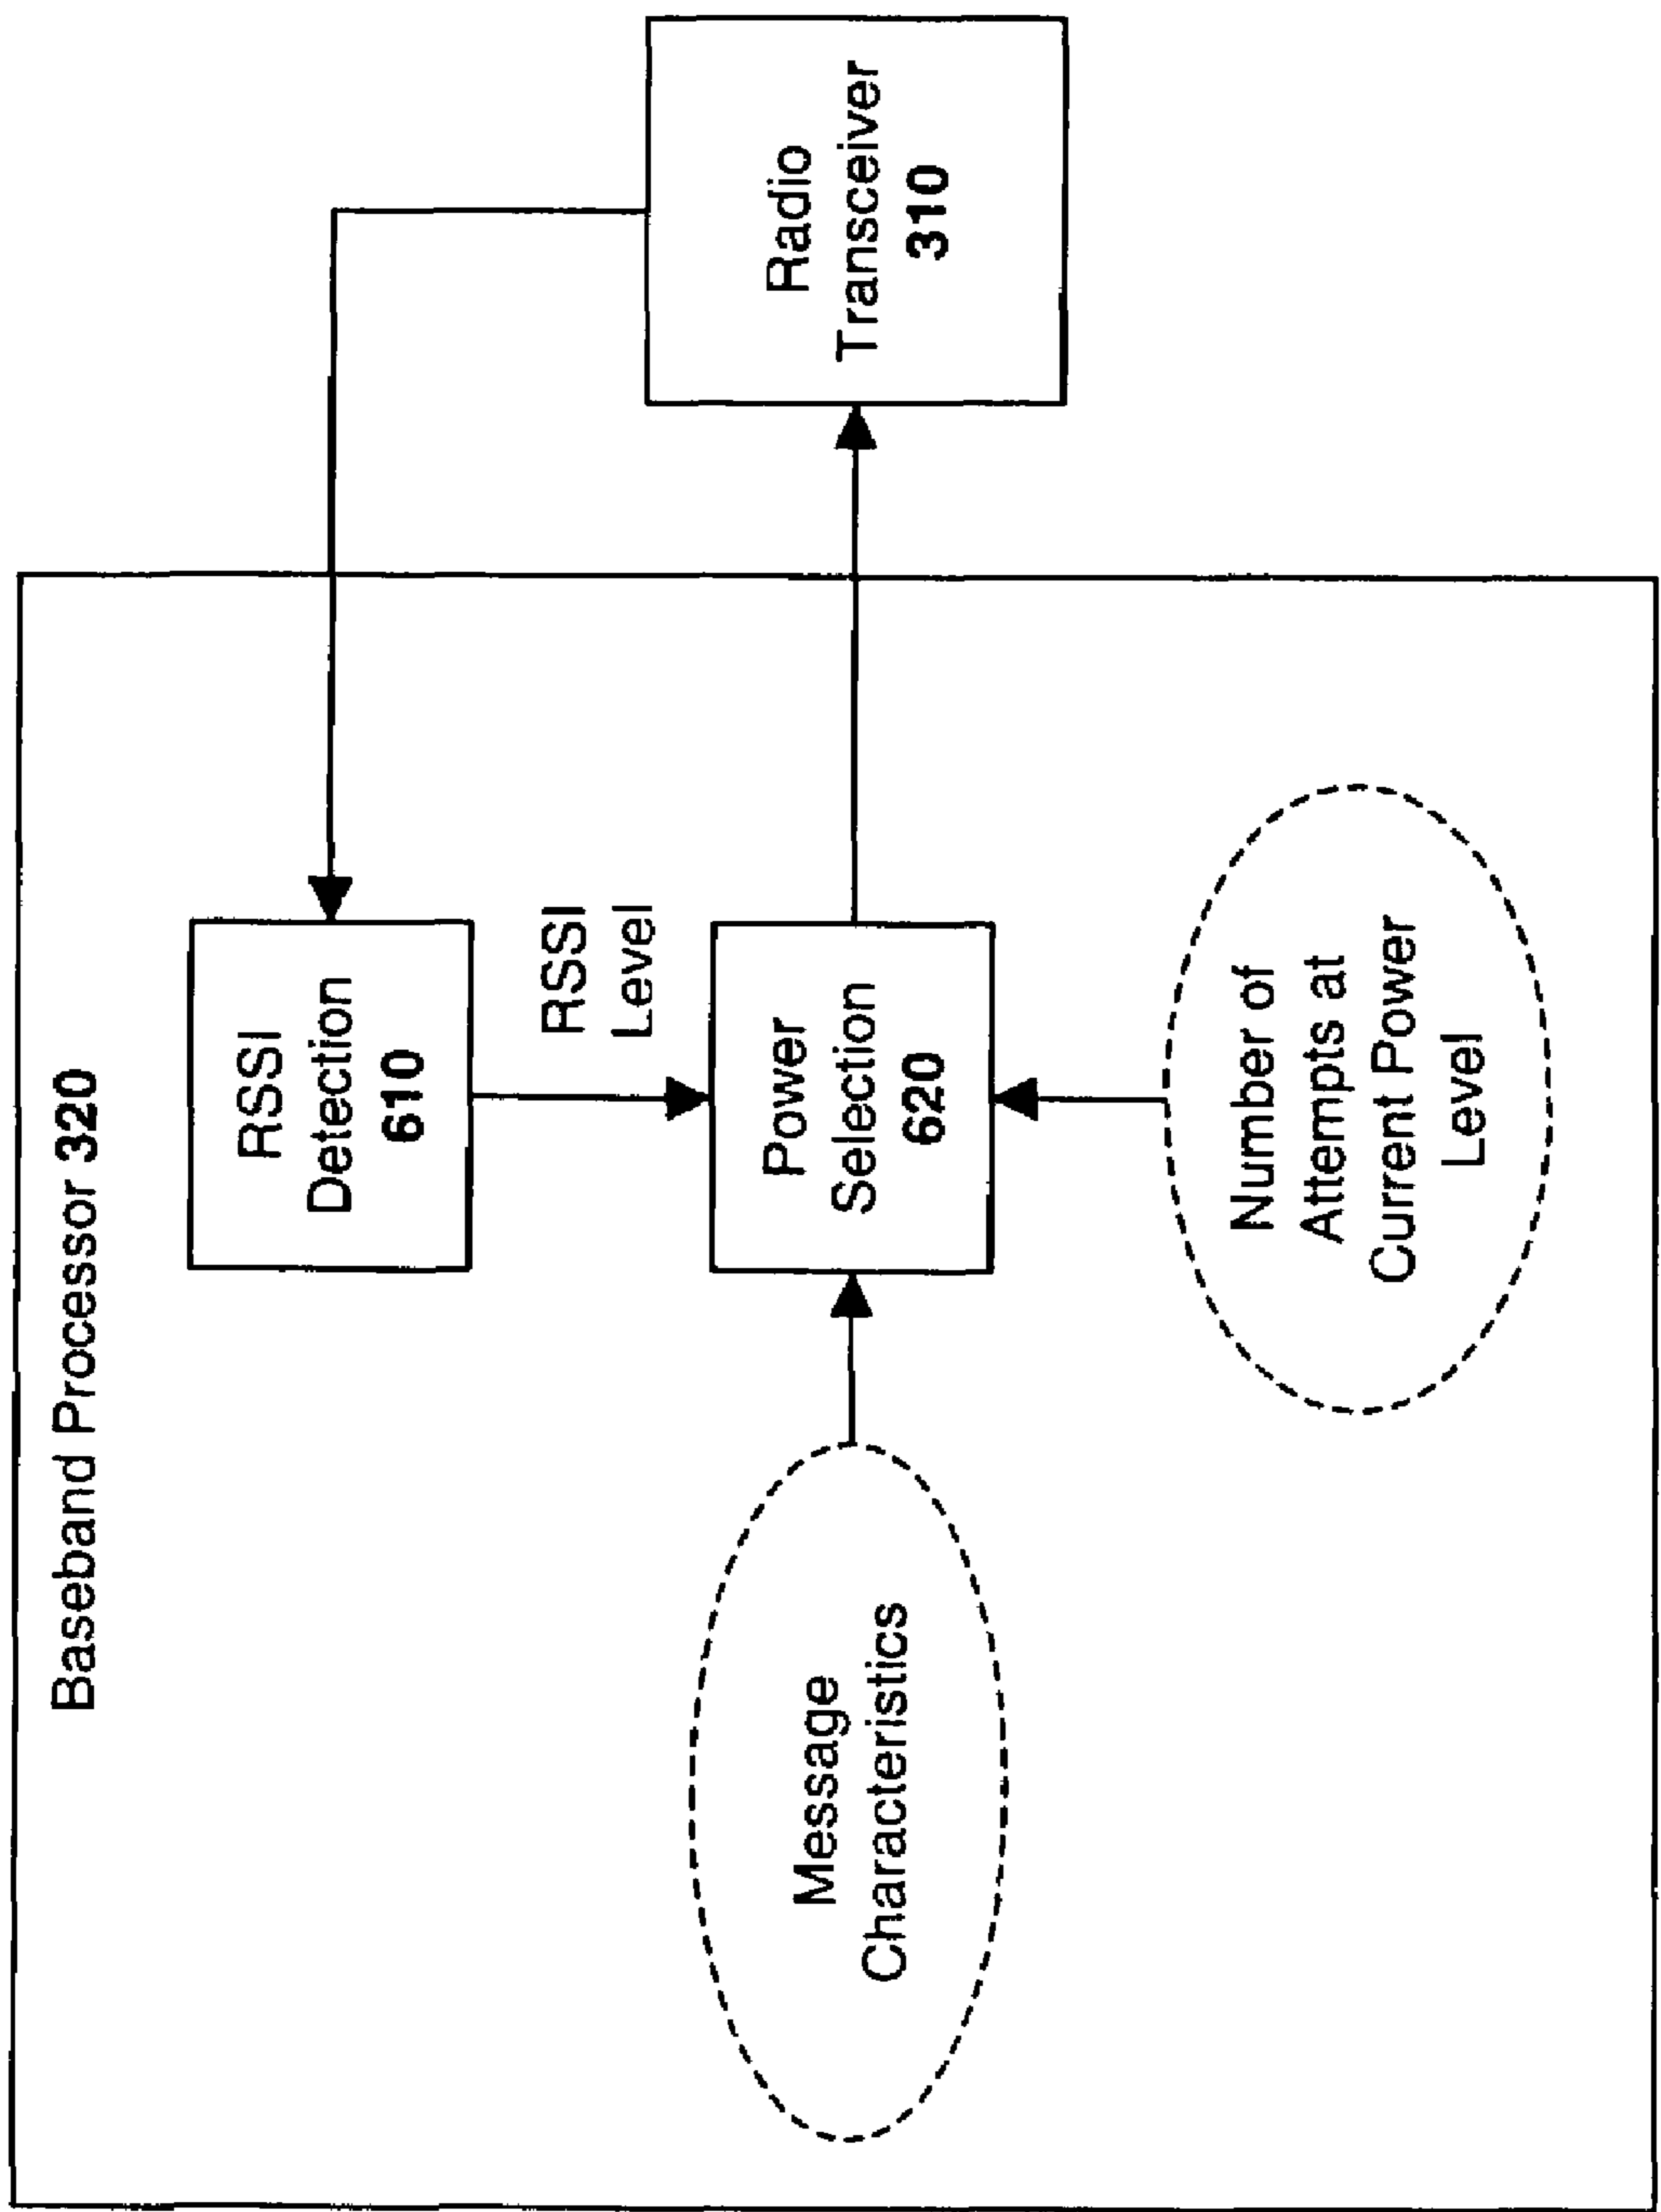 Baseband Processor 320
RSSI
Detection
610
RSSI
Level
Power
Selection
620
Radio
Transceiver
310
Message
Characteristics
Number of
Attempts at
Current Power
Level